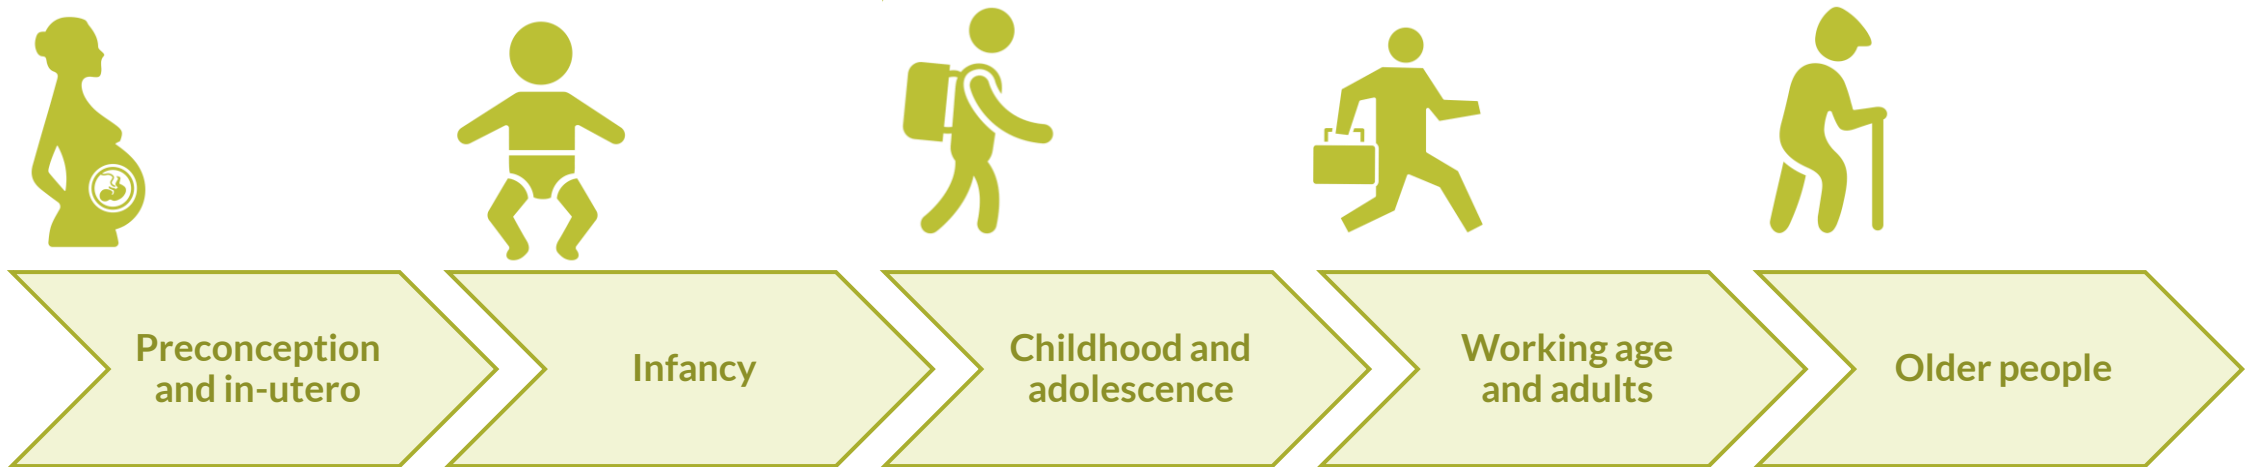 Preconception
and in-utero
Infancy
Childhood and
adolescence
Working age
and adults
Older people